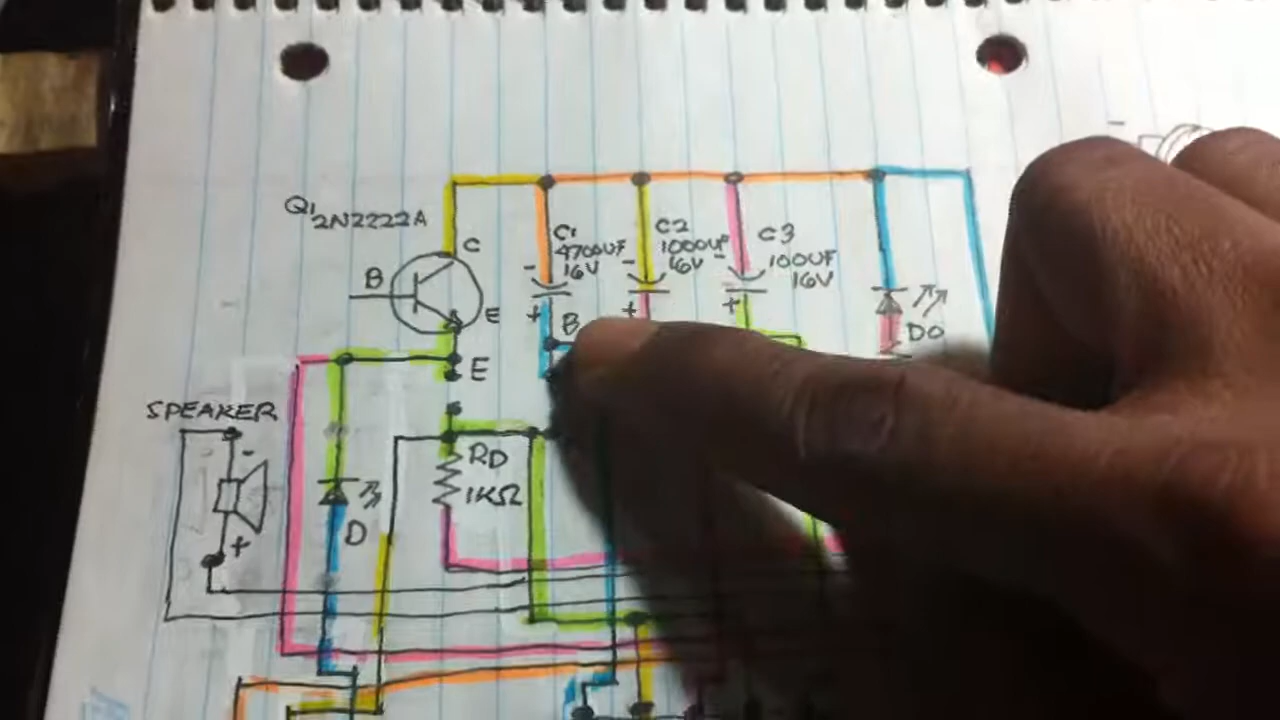 Q1
2N2222A
C
B
E
E
C1
4700UF
16V
-
+
B
C2
1000UF
16V
-
+
C3
100UF
16V
-
+
DO
SPEAKER
-
+
D
RD
1KΩ